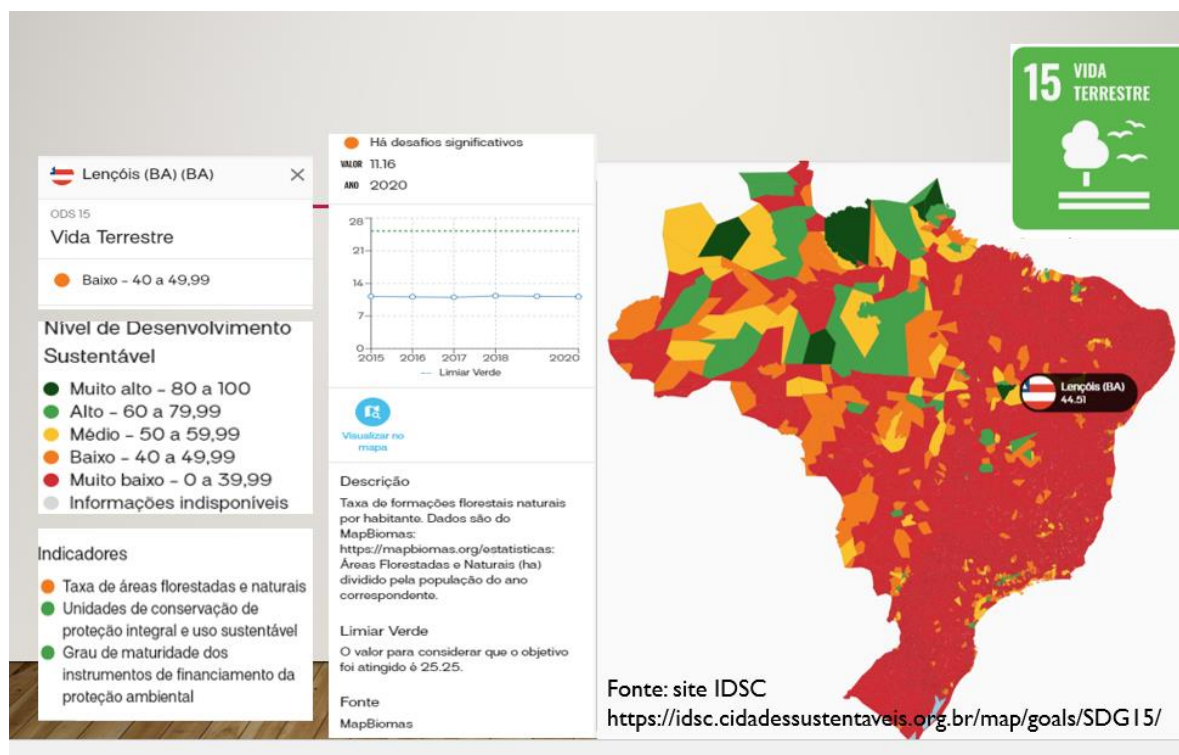 15 VIDA
TERRESTRE
Lençóis (BA) (BA)
ODS 15
Vida Terrestre
Baixo - 40 a 49,99
Nível de Desenvolvimento
Sustentável
Muito alto - 80 a 100
Alto - 60 a 79,99
Médio - 50 a 59,99
Baixo - 40 a 49,99
Muito baixo - 0 a 39,99
Informações indisponíveis
Indicadores
Taxa de áreas florestadas e naturais
Unidades de conservação de
proteção integral e uso sustentável
Grau de maturidade dos
instrumentos de financiamento da
proteção ambiental
Há desafios significativos
VALOR 11.16
ANO 2020
28
21
14
7
0
2015 2016 2017 2018 2020
Limiar Verde
Visualizar no
mapa
Descrição
Taxa de formações florestais naturais
por habitante. Dados são do
MapBiomas:
https://mapbiomas.org/estatisticas:
Áreas Florestadas e Naturais (ha)
dividido pela população do ano
correspondente.
Limiar Verde
O valor para considerar que o objetivo
foi atingido é 25.25.
Fonte
MapBiomas
Lençóis (BA)
44.51
Fonte: site IDSC
https://idsc.cidadessustentaveis.org.br/map/goals/SDG15/